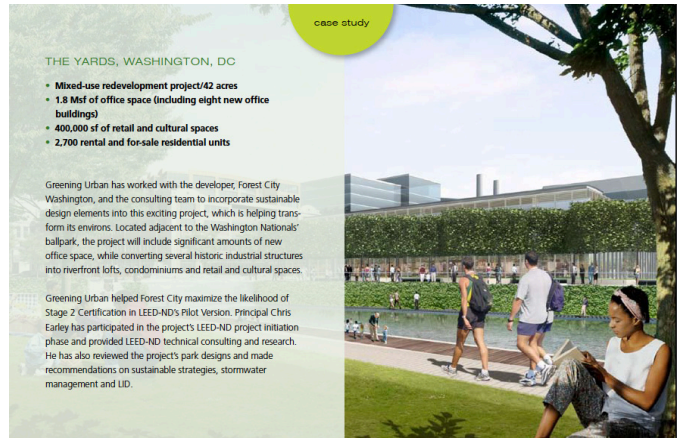 case study
THE YARDS, WASHINGTON, DC
• Mixed-use redevelopment project/42 acres
• 1.8 Msf of office space (including eight new office
buildings)
• 400,000 sf of retail and cultural spaces
• 2,700 rental and for-sale residential units
Greening Urban has worked with the developer, Forest City
Washington, and the consulting team to incorporate sustainable
design elements into this exciting project, which is helping trans-
form its environs. Located adjacent to the Washington Nationals'
ballpark, the project will include significant amounts of new
office space, while converting several historic industrial structures
into riverfront lofts, condominiums and retail and cultural spaces.
Greening Urban helped Forest City maximize the likelihood of
Stage 2 Certification in LEED-ND's Pilot Version. Principal Chris
Earley has participated in the project's LEED-ND project initiation
phase and provided LEED-ND technical consulting and research.
He has also reviewed the project's park designs and made
recommendations on sustainable strategies, stormwater
management and LID.